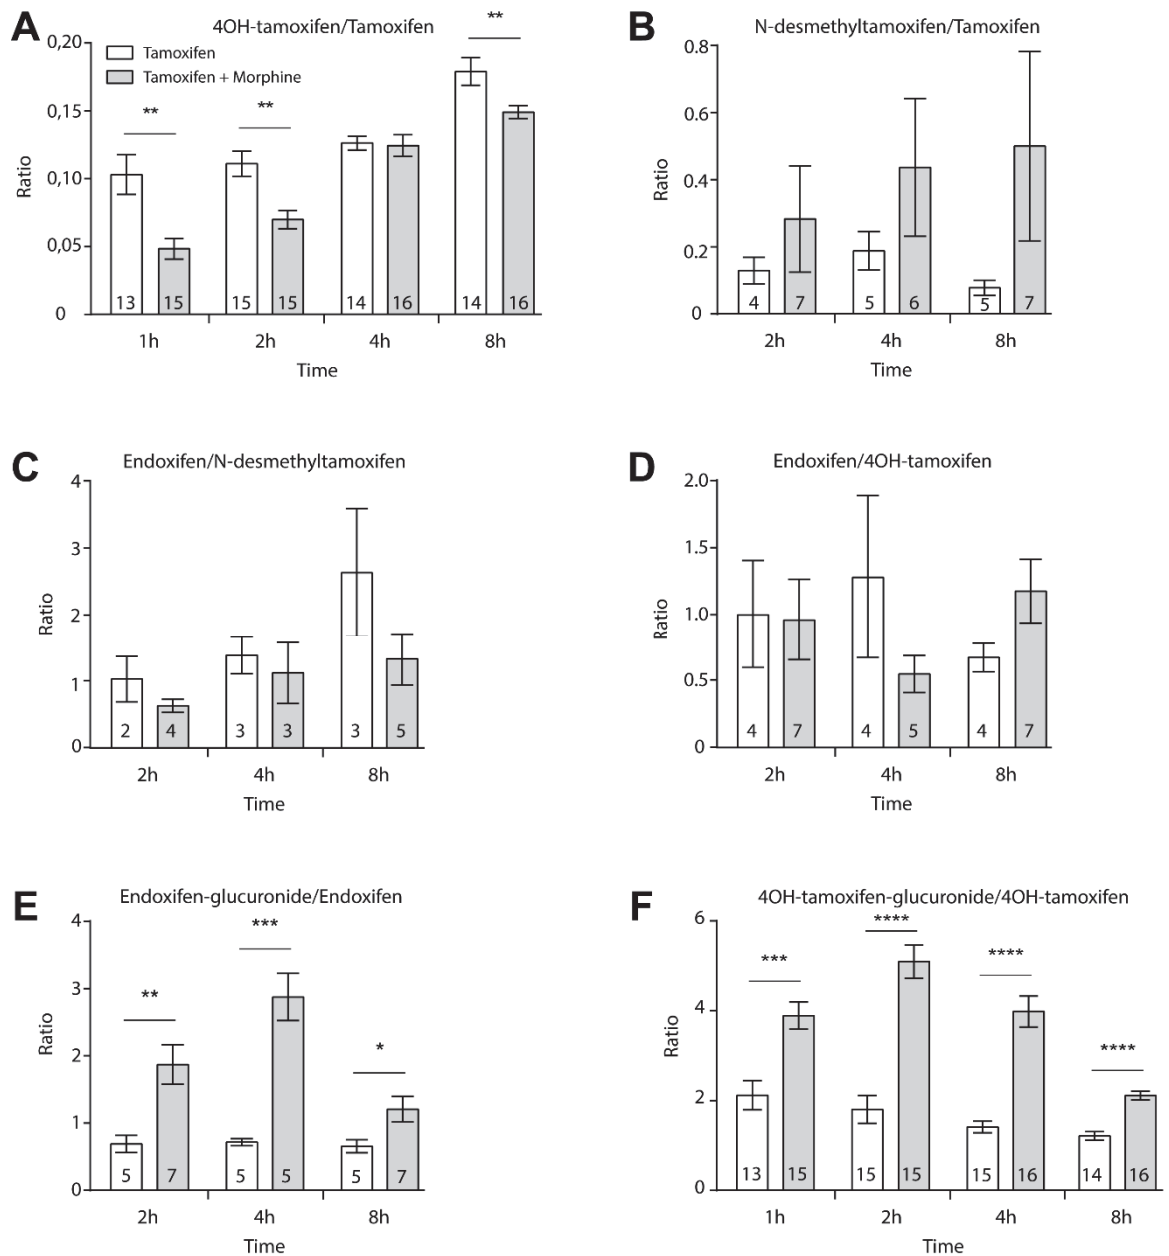 A
4OH-tamoxifen/Tamoxifen
**
0,20
Tamoxifen
Tamoxifen + Morphine
**
**
0,15
0,10
0,05
0
Ratio
13
15
15
15
14
16
14
16
1h
2h
4h
8h
Time
B
N-desmethyltamoxifen/Tamoxifen
0.8
0.6
0.4
0.2
0
Ratio
4
7
5
6
5
7
2h
4h
8h
Time
C
Endoxifen/N-desmethyltamoxifen
4
3
2
1
0
Ratio
2
4
3
3
3
5
2h
4h
8h
Time
D
Endoxifen/4OH-tamoxifen
2.0
1.5
1.0
0.5
0
Ratio
4
7
4
5
4
7
2h
4h
8h
Time
E
Endoxifen-glucuronide/Endoxifen
4
3
2
1
0
Ratio
**
***
*
5
7
5
5
5
7
2h
4h
8h
Time
F
4OH-tamoxifen-glucuronide/4OH-tamoxifen
6
4
2
0
Ratio
***
****
****
****
13
15
15
15
15
16
14
16
1h
2h
4h
8h
Time